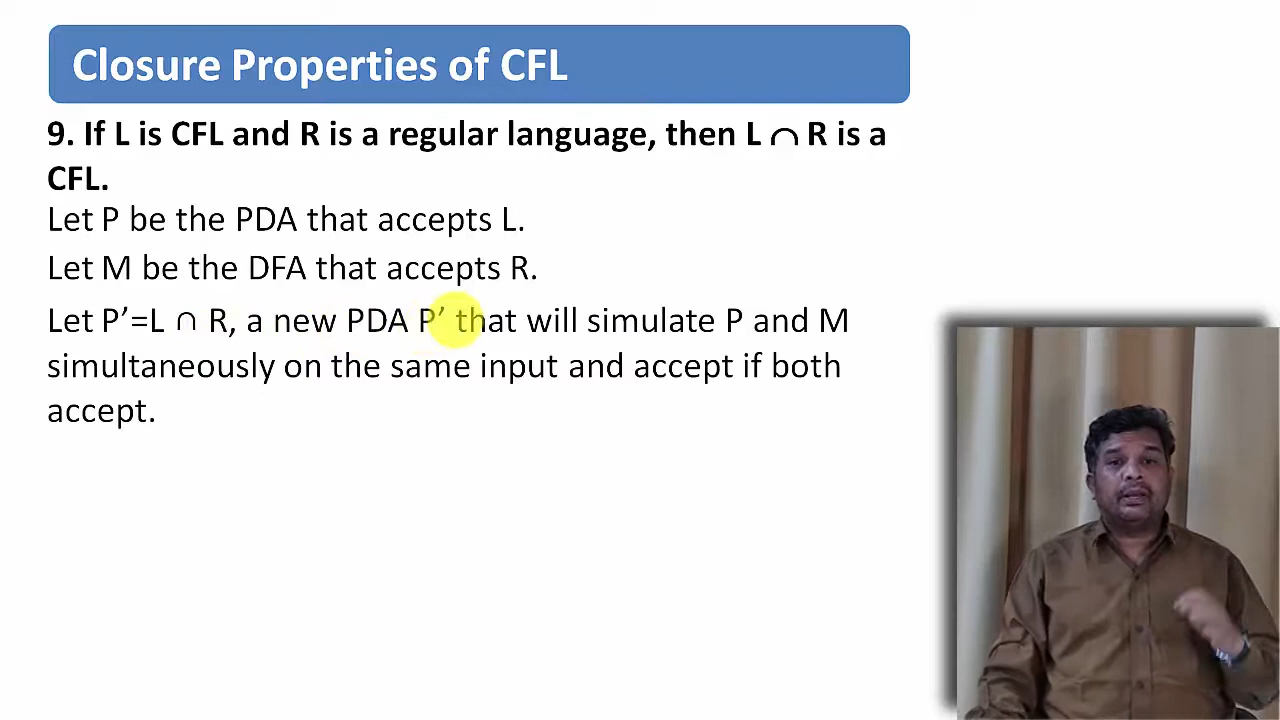 Closure Properties of CFL
9. If L is CFL and R is a regular language, then L ∩ R is a
CFL.
Let P be the PDA that accepts L.
Let M be the DFA that accepts R.
Let P’=L ∩ R, a new PDA P’ that will simulate P and M
simultaneously on the same input and accept if both
accept.